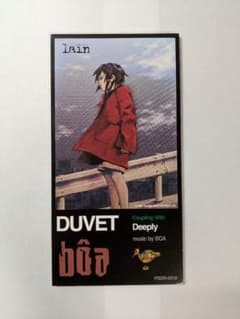 lain
DUVET
Coupling With
Deeply
music by BOA
bôa